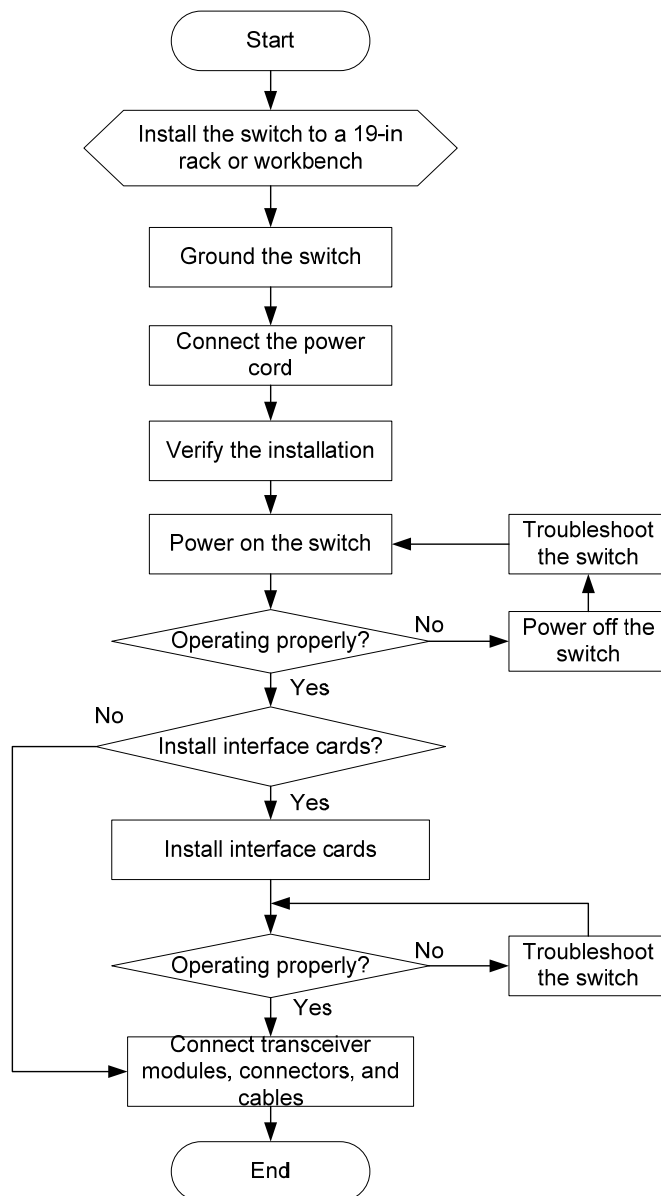 Start
Install the switch to a 19-in
rack or workbench
Ground the switch
Connect the power
cord
Verify the installation
Power on the switch
Troubleshoot
the switch
Operating properly?
No
Power off the
switch
Yes
No
Install interface cards?
Yes
Install interface cards
Operating properly?
No
Troubleshoot
the switch
Yes
Connect transceiver
modules, connectors, and
cables
End